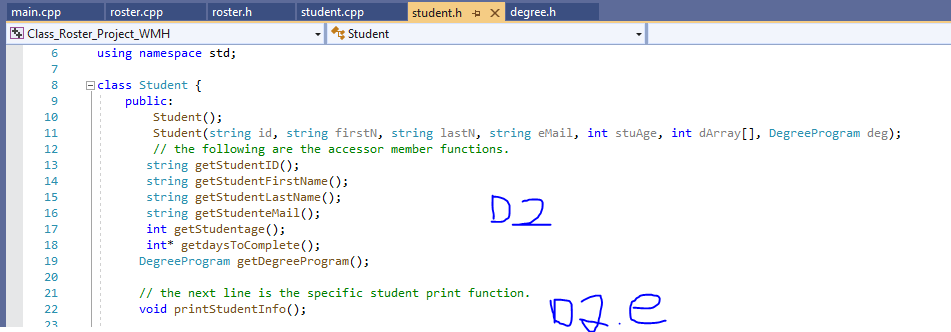 main.cpp roster.cpp roster.h student.cpp student.h degree.h
Class_Roster_Project_WMH Student
6 using namespace std;
7
8 class Student {
9 public:
10 Student();
11 Student(string id, string firstN, string lastN, string eMail, int stuAge, int dArray[], DegreeProgram deg);
12 // the following are the accessor member functions.
13 string getStudentID();
14 string getStudentFirstName();
15 string getStudentLastName();
16 string getStudenteMail();
D2
17 int getStudentage();
18 int* getdaysToComplete();
19 DegreeProgram getDegreeProgram();
20
21 // the next line is the specific student print function.
22 void printStudentInfo();
D2.e
23